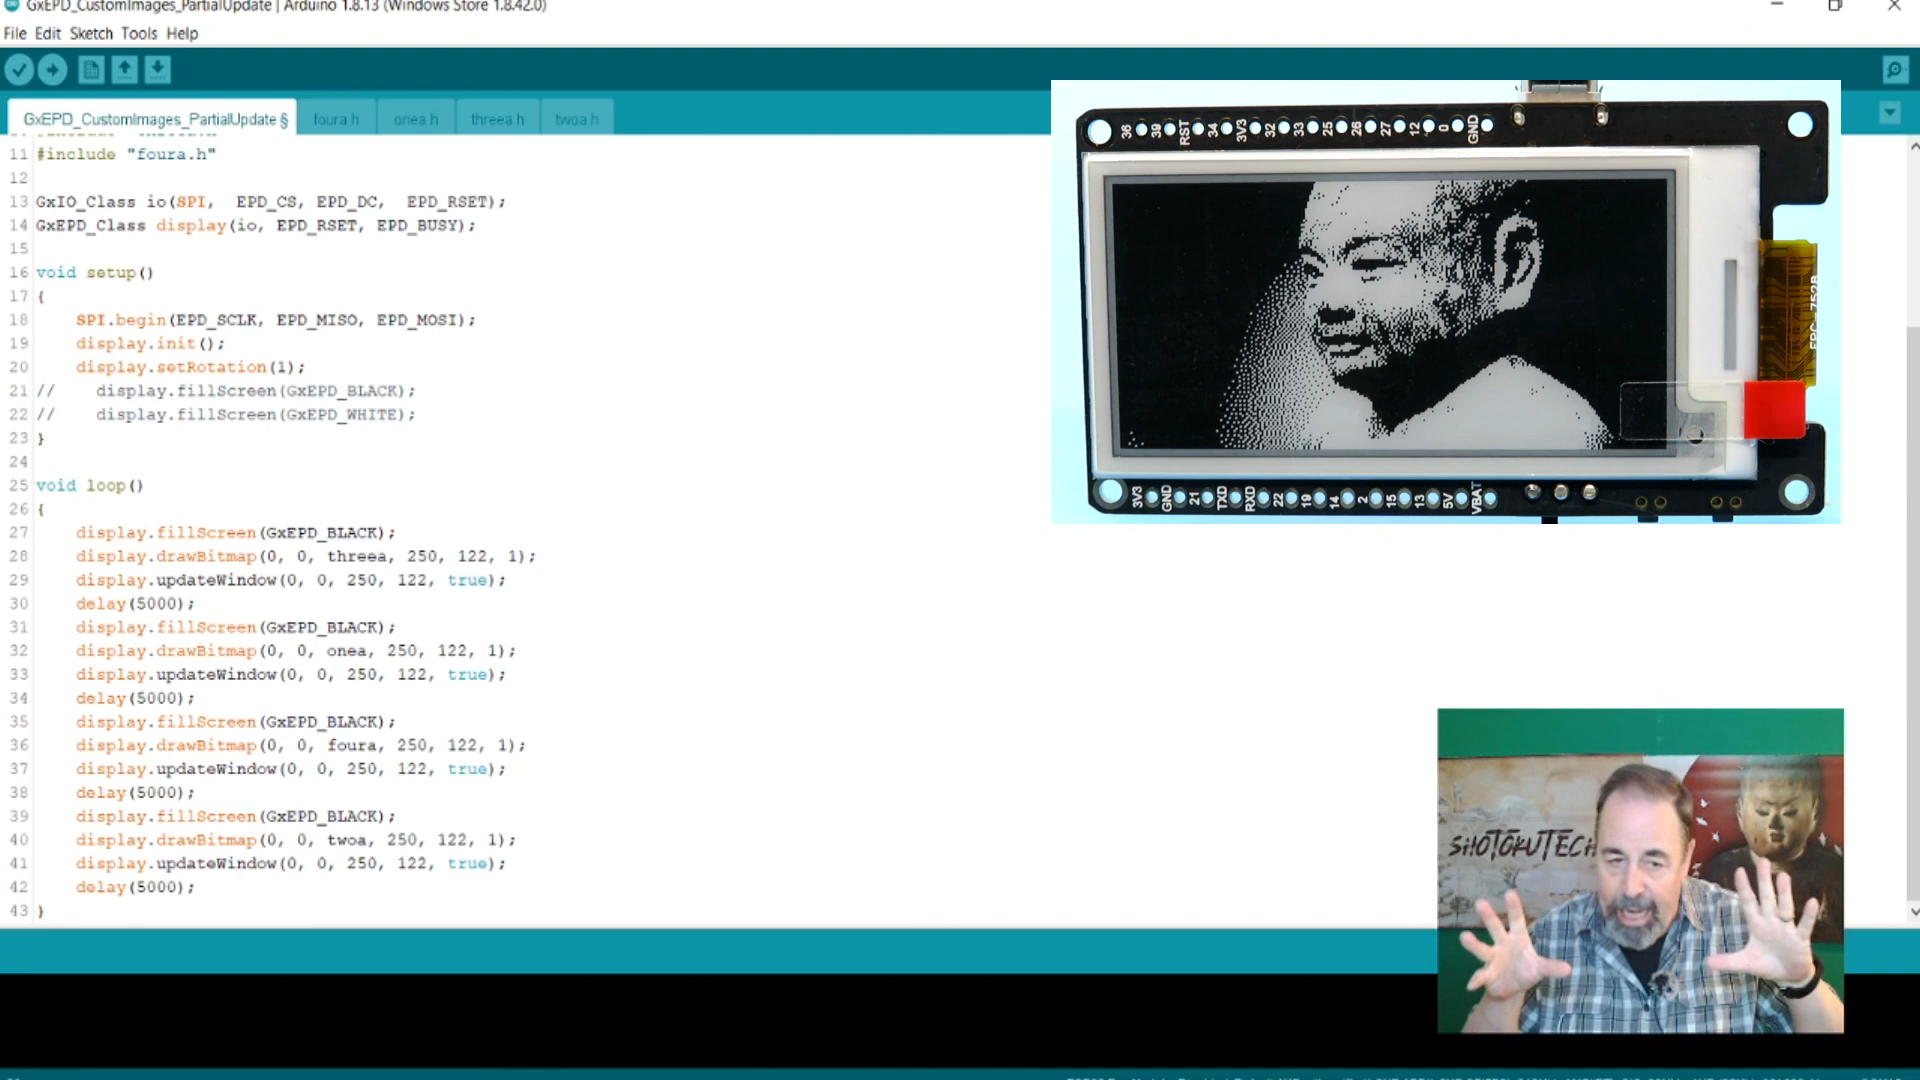 GxEPD_CustomImages_PartialUpdate | Arduino 1.8.13 (Windows Store 1.8.42.0)
File Edit Sketch Tools Help
GxEPD_CustomImages_PartialUpdate § foura.h onea.h threea.h twoa.h
11 #include "foura.h"
12
13 GxIO_Class io(SPI, EPD_CS, EPD_DC, EPD_RSET);
14 GxEPD_Class display(io, EPD_RSET, EPD_BUSY);
15
16 void setup()
17 {
18 SPI.begin(EPD_SCLK, EPD_MISO, EPD_MOSI);
19 display.init();
20 display.setRotation(1);
21 // display.fillScreen(GxEPD_BLACK);
22 // display.fillScreen(GxEPD_WHITE);
23 }
24
25 void loop()
26 {
27 display.fillScreen(GxEPD_BLACK);
28 display.drawBitmap(0, 0, threea, 250, 122, 1);
29 display.updateWindow(0, 0, 250, 122, true);
30 delay(5000);
31 display.fillScreen(GxEPD_BLACK);
32 display.drawBitmap(0, 0, onea, 250, 122, 1);
33 display.updateWindow(0, 0, 250, 122, true);
34 delay(5000);
35 display.fillScreen(GxEPD_BLACK);
36 display.drawBitmap(0, 0, foura, 250, 122, 1);
37 display.updateWindow(0, 0, 250, 122, true);
38 delay(5000);
39 display.fillScreen(GxEPD_BLACK);
40 display.drawBitmap(0, 0, twoa, 250, 122, 1);
41 display.updateWindow(0, 0, 250, 122, true);
42 delay(5000);
43 }
36 39 RST 34 3V3 32 33 25 26 27 12 0 GND
FPC-7528
3V3 GND 21 TXD RXD 22 19 14 2 15 13 5V VBAT
SHOTOKUTECH